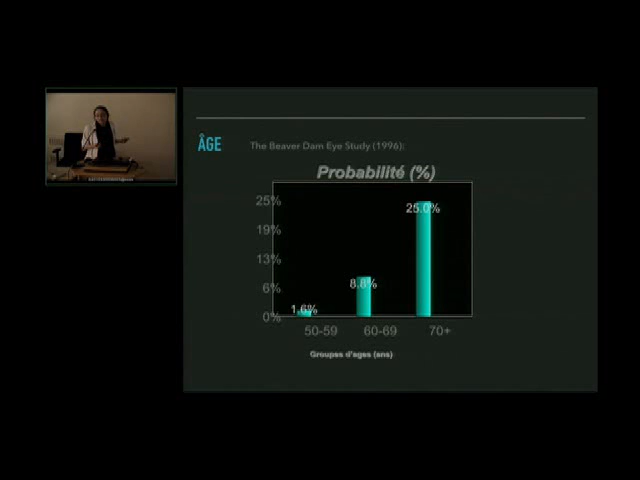 ÂGE
The Beaver Dam Eye Study (1996):
Probabilité (%)
25%
19%
13%
6%
0%
1.6%
8.8%
25.0%
50-59
60-69
70+
Groupes d'ages (ans)